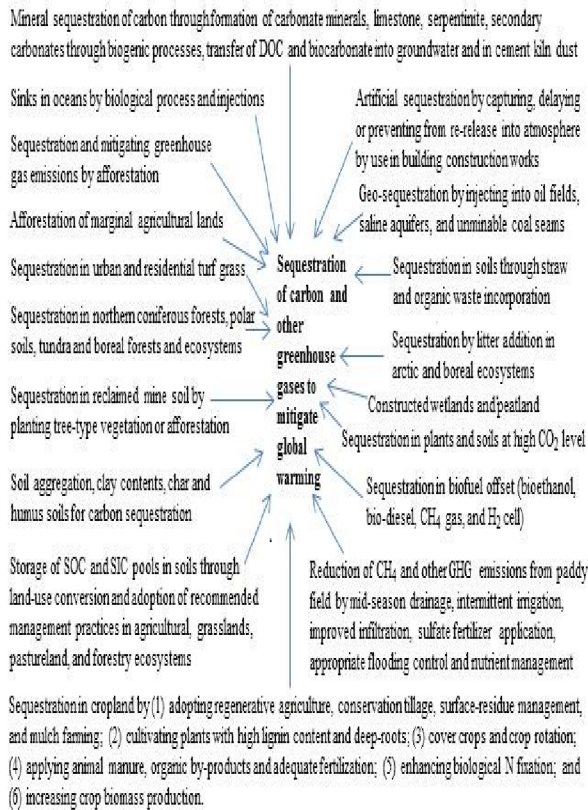 Mineral sequestration of carbon through formation of carbonate minerals, limestone, serpentinite, secondary
carbonates through biogenic processes, transfer of DOC and biocarbonate into groundwater and in cement kiln dust
Sinks in oceans by biological process and injections
Sequestration and mitigating greenhouse
gas emissions by afforestation
Afforestation of marginal agricultural lands
Sequestration in urban and residential turf grass
Sequestration in northern coniferous forests, polar
soils, tundra and boreal forests and ecosystems
Sequestration in reclaimed mine soil by
planting tree-type vegetation or afforestation
Soil aggregation, clay contents, char and
humus soils for carbon sequestration
Storage of SOC and SIC pools in soils through
land-use conversion and adoption of recommended
management practices in agricultural, grasslands,
pastureland, and forestry ecosystems
Sequestration
of carbon and
other
greenhouse
gases to
mitigate
global
warming
Artificial sequestration by capturing, delaying
or preventing from re-release into atmosphere
by use in building construction works
Geo-sequestration by injecting into oil fields,
saline aquifers, and unminable coal seams
Sequestration in soils through straw
and organic waste incorporation
Sequestration by litter addition in
arctic and boreal ecosystems
Constructed wetlands and peatland
Sequestration in plants and soils at high CO₂ level
Sequestration in biofuel offset (bioethanol,
bio-diesel, CH₄ gas, and H₂ cell)
Reduction of CH₄ and other GHG emissions from paddy
field by mid-season drainage, intermittent irrigation,
improved infiltration, sulfate fertilizer application,
appropriate flooding control and nutrient management
Sequestration in cropland by (1) adopting regenerative agriculture, conservation tillage, surface-residue management,
and mulch farming; (2) cultivating plants with high lignin content and deep-roots; (3) cover crops and crop rotation;
(4) applying animal manure, organic by-products and adequate fertilization; (5) enhancing biological N fixation; and
(6) increasing crop biomass production.